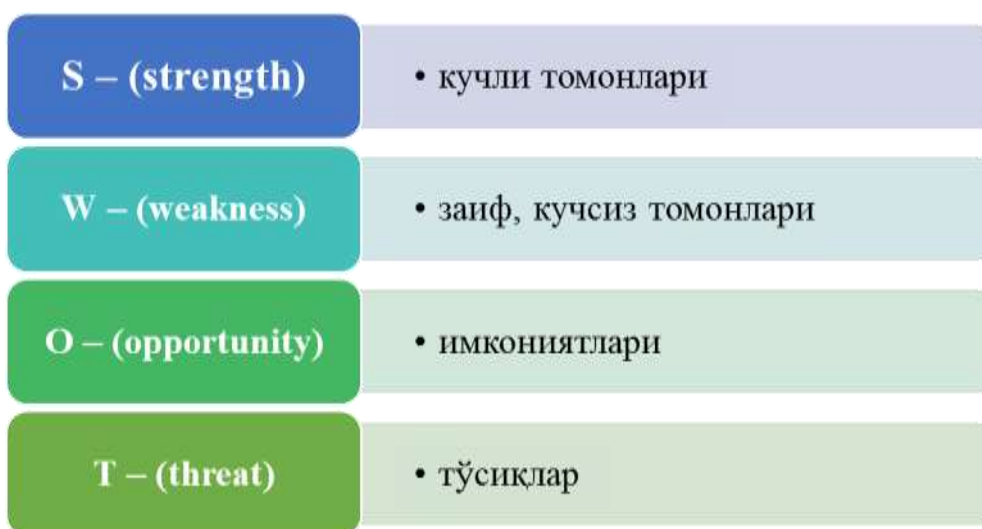 S – (strength)
• кучли томонлари
W – (weakness)
• заиф, кучсиз томонлари
O – (opportunity)
• имкониятлари
T – (threat)
• тўсиқлар